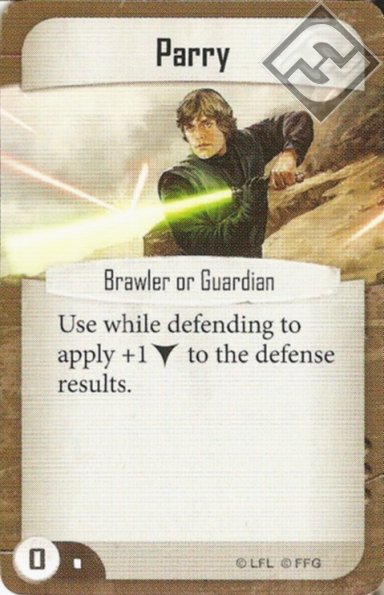 Parry
Brawler or Guardian
Use while defending to
apply +1 to the defense
results.
0
© LFL © FFG